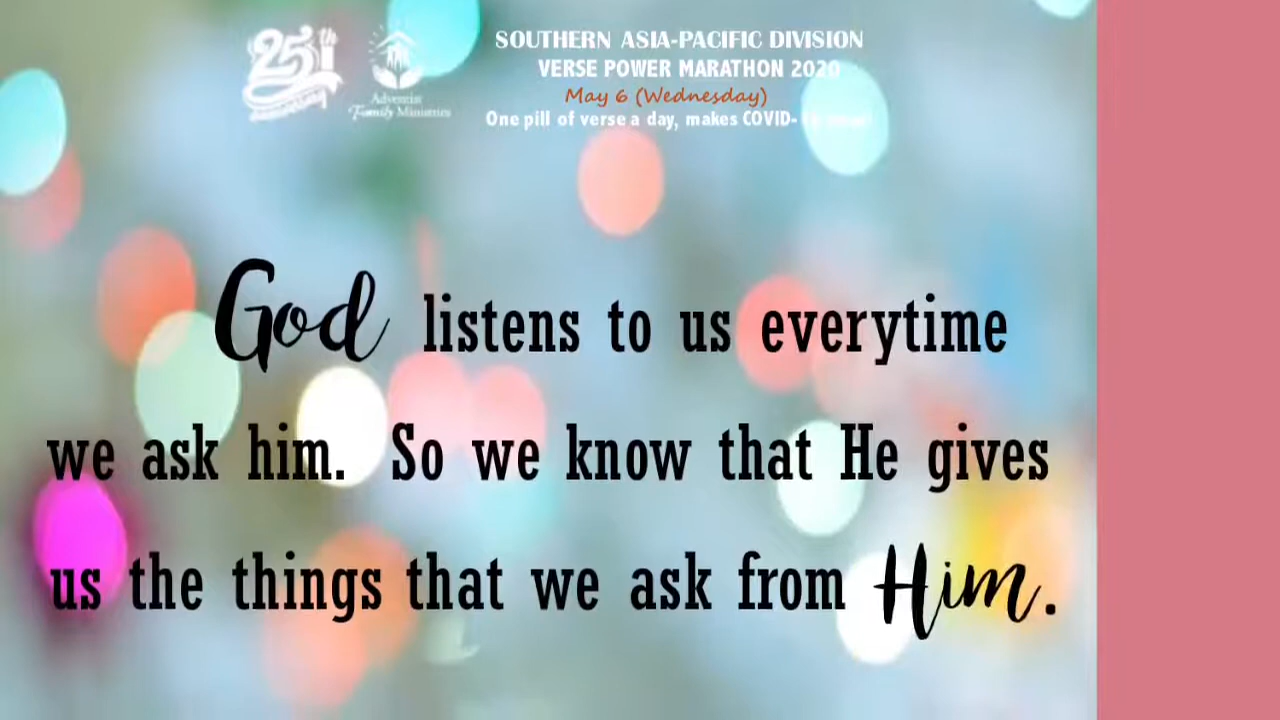 25th
Adventist
Family Ministries
SOUTHERN ASIA-PACIFIC DIVISION
VERSE POWER MARATHON 2020
May 6 (Wednesday)
One pill of verse a day, makes COVID-
God listens to us everytime
we ask him. So we know that He gives
us the things that we ask from Him.